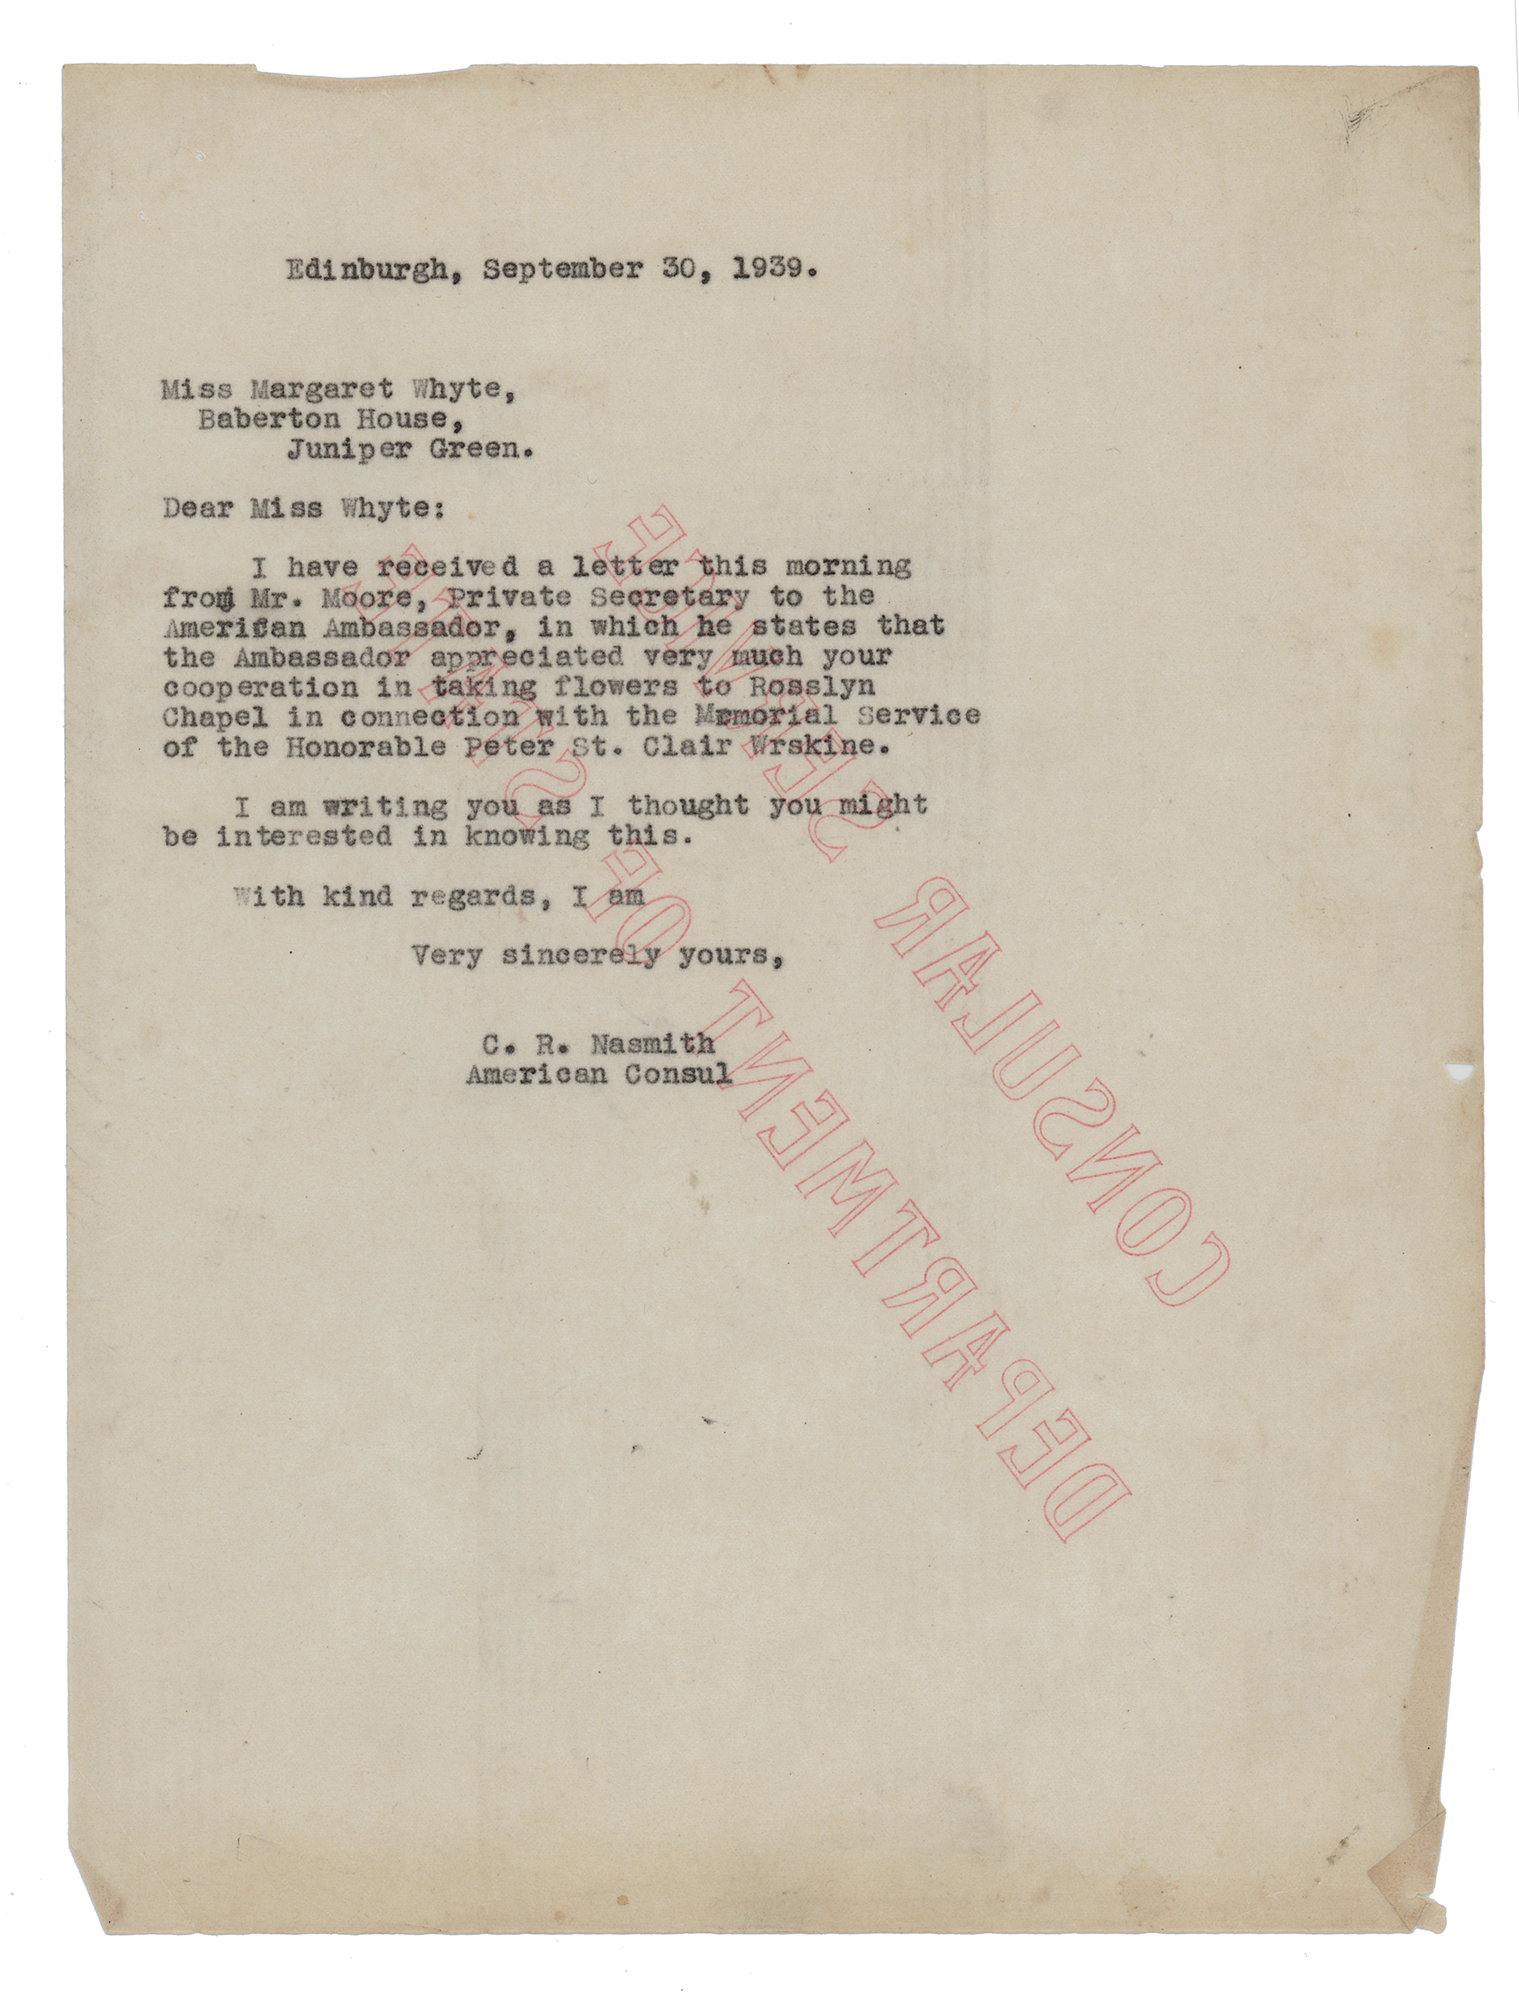 Edinburgh, September 30, 1939.
Miss Margaret Whyte,
Baberton House,
Juniper Green.
Dear Miss Whyte:
I have received a letter this morning
from Mr. Moore, Private Secretary to the
American Ambassador, in which he states that
the Ambassador appreciated very much your
cooperation in taking flowers to Rosslyn
Chapel in connection with the Memorial Service
of the Honorable Peter St. Clair Wrskine.
I am writing you as I thought you might
be interested in knowing this.
With kind regards, I am
Very sincerely yours,
C. R. Nasmith
American Consul
DEPARTMENT OF STATE
CONSULAR SERVICE